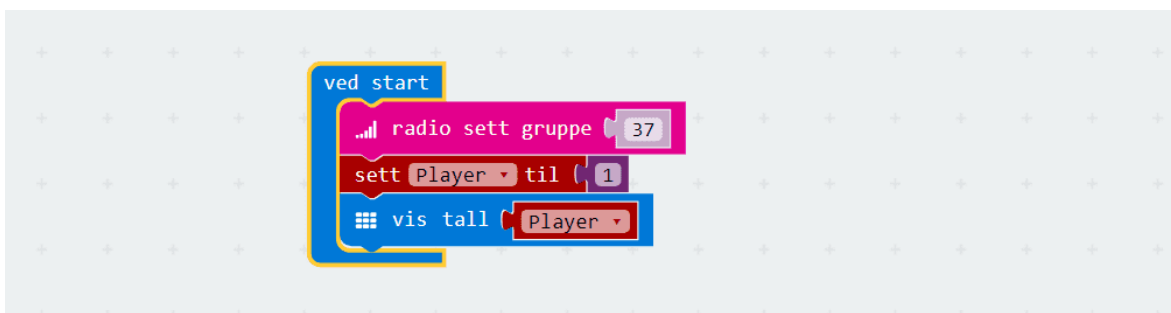 ved start
radio sett gruppe 37
sett Player til 1
vis tall Player